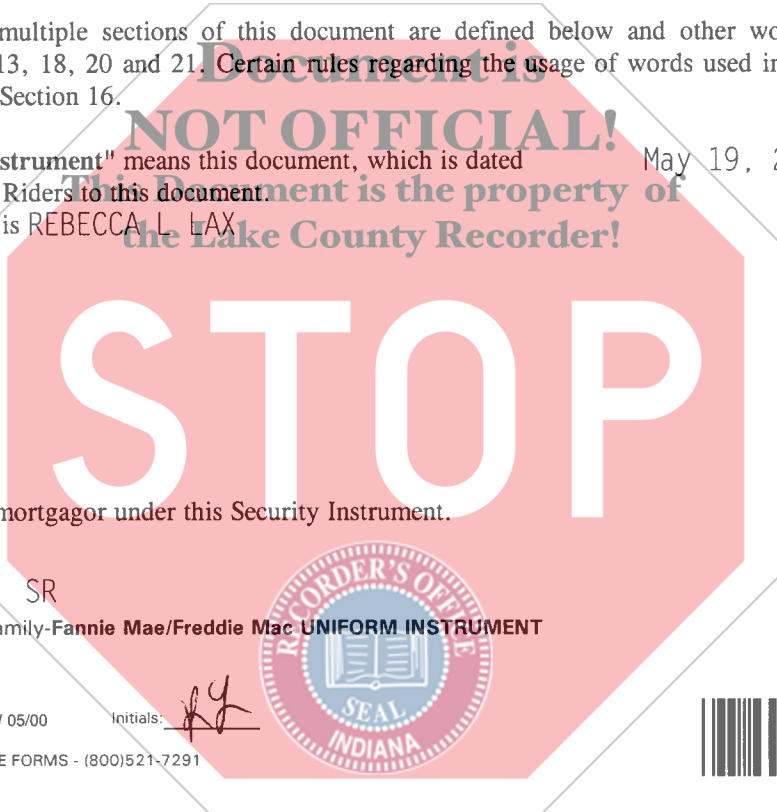 multiple sections of this document are defined below and other wo
13, 18, 20 and 21. Certain rules regarding the usage of words used in
Section 16.
Document is
NOT OFFICIAL!
This Document is the property of
the Lake County Recorder!
strument" means this document, which is dated May 19, 2
Riders to this document.
is REBECCA L LAX
STOP
mortgagor under this Security Instrument.
SR
amily-Fannie Mae/Freddie Mac UNIFORM INSTRUMENT
RECORDER'S OFFICE
SEAL
INDIANA
/ 05/00 Initials:
E FORMS - (800)521-7291